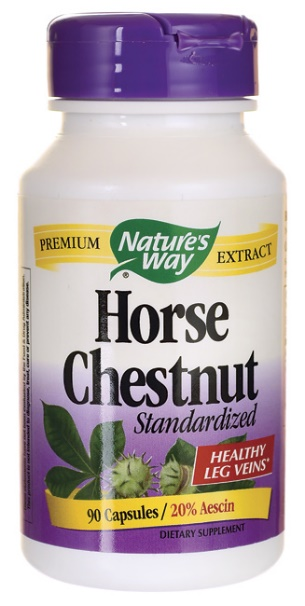 PREMIUM
Nature's
Way
®
EXTRACT
Horse
Chestnut
Standardized
HEALTHY
LEG VEINS*
90 Capsules / 20% Aescin
DIETARY SUPPLEMENT